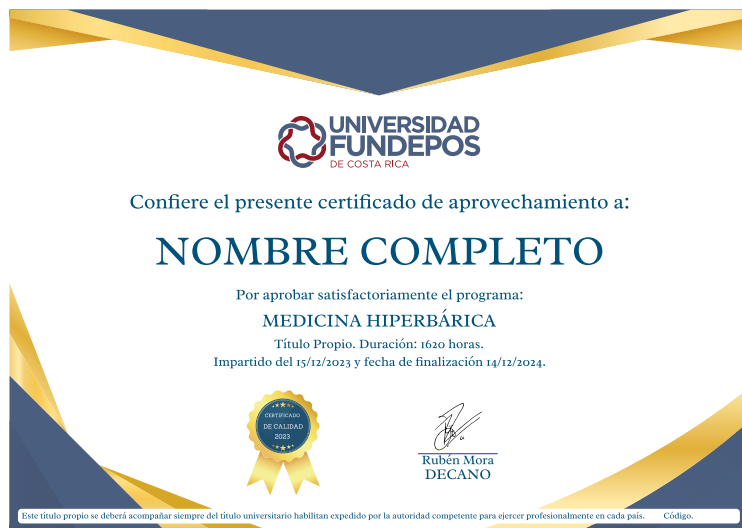 UNIVERSIDAD
FUNDEPOS
DE COSTA RICA
Confiere el presente certificado de aprovechamiento a:
NOMBRE COMPLETO
Por aprobar satisfactoriamente el programa:
MEDICINA HIPERBÁRICA
Título Propio. Duración: 1620 horas.
Impartido del 15/12/2023 y fecha de finalización 14/12/2024.
CERTIFICADO
DE CALIDAD
2023
Rubén Mora
DECANO
Este título propio se deberá acompañar siempre del título universitario habilitan expedido por la autoridad competente para ejercer profesionalmente en cada país. Código.